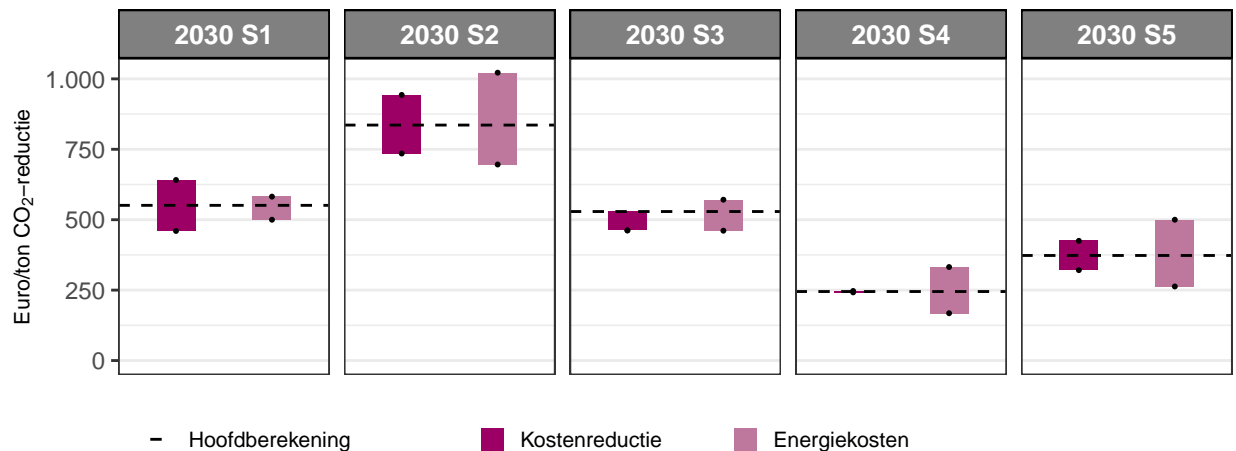 2030 S1
2030 S2
2030 S3
2030 S4
2030 S5
Euro/ton CO₂−reductie
1.000
750
500
250
0
Hoofdberekening
Kostenreductie
Energiekosten